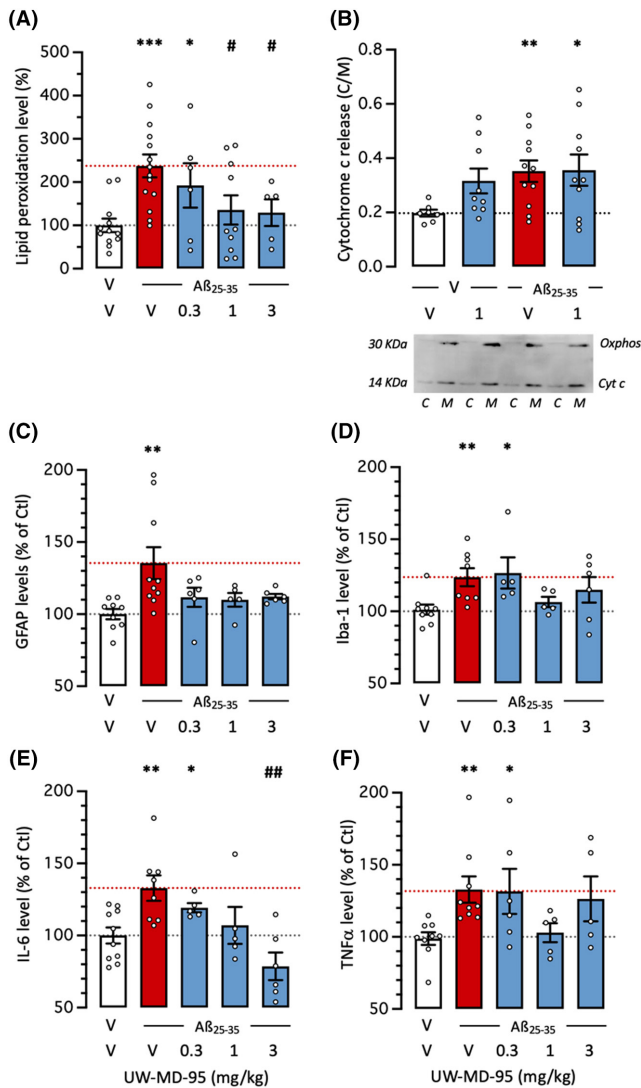 (A)
*** * # #
Lipid peroxidation level (%)
500
400
300
200
100
0
V
Aß25-35
V V 0.3 1 3
(B)
** *
Cytochrome c release (C/M)
0.8
0.6
0.4
0.2
0.0
V Aß25-35
V 1 V 1
30 KDa Oxphos
14 KDa Cyt c
C M C M C M C M
(C)
**
GFAP levels (% of Ctl)
200
150
100
50
V
Aß25-35
V V 0.3 1 3
(D)
** *
Iba-1 level (% of Ctl)
200
150
100
50
V
Aß25-35
V V 0.3 1 3
(E)
** * ##
IL-6 level (% of Ctl)
200
150
100
50
V
Aß25-35
V V 0.3 1 3
UW-MD-95 (mg/kg)
(F)
** *
TNFα level (% of Ctl)
200
150
100
50
V
Aß25-35
V V 0.3 1 3
UW-MD-95 (mg/kg)